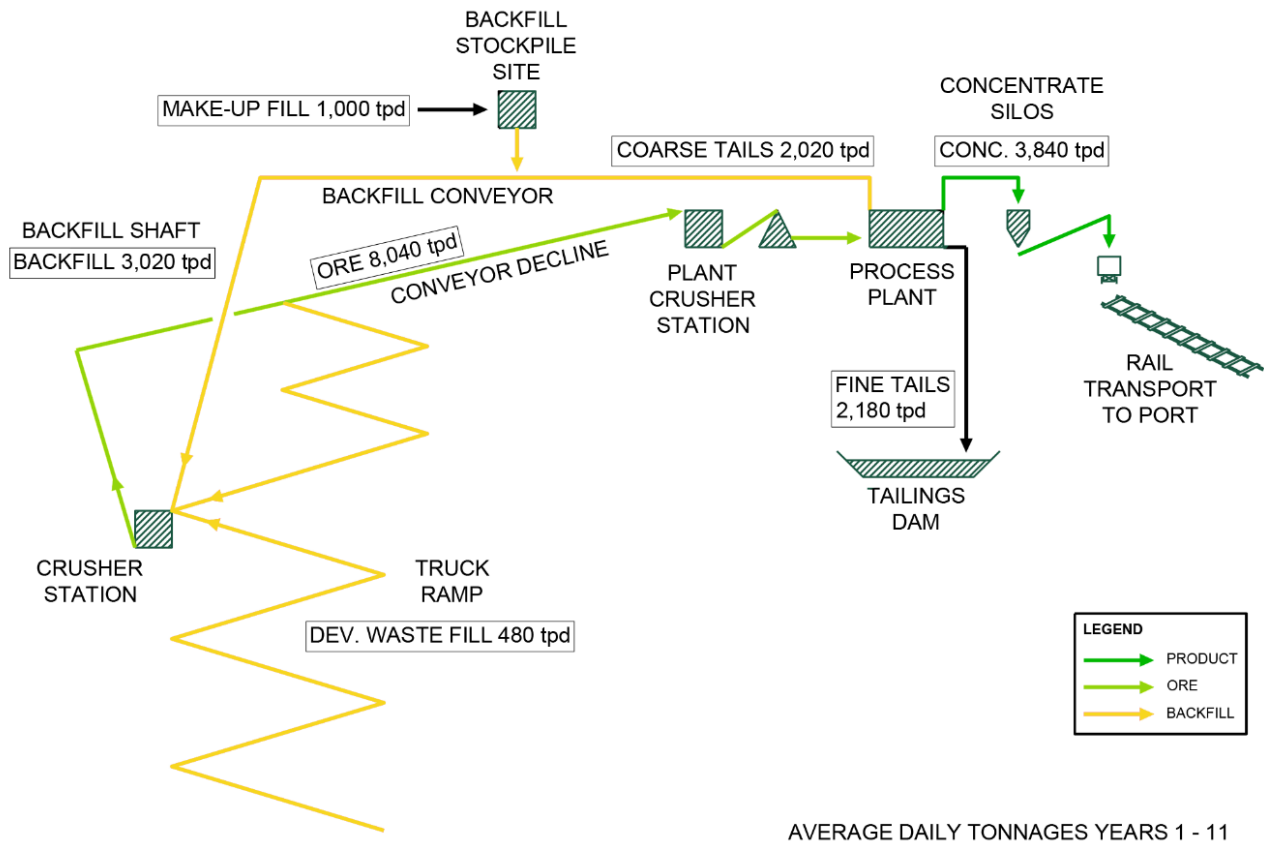 BACKFILL
STOCKPILE
SITE
MAKE-UP FILL 1,000 tpd
CONCENTRATE
SILOS
COARSE TAILS 2,020 tpd
CONC. 3,840 tpd
BACKFILL CONVEYOR
BACKFILL SHAFT
BACKFILL 3,020 tpd
ORE 8,040 tpd
CONVEYOR DECLINE
PLANT
CRUSHER
STATION
PROCESS
PLANT
RAIL
TRANSPORT
TO PORT
FINE TAILS
2,180 tpd
TAILINGS
DAM
CRUSHER
STATION
TRUCK
RAMP
DEV. WASTE FILL 480 tpd
LEGEND
PRODUCT
ORE
BACKFILL
AVERAGE DAILY TONNAGES YEARS 1 - 11